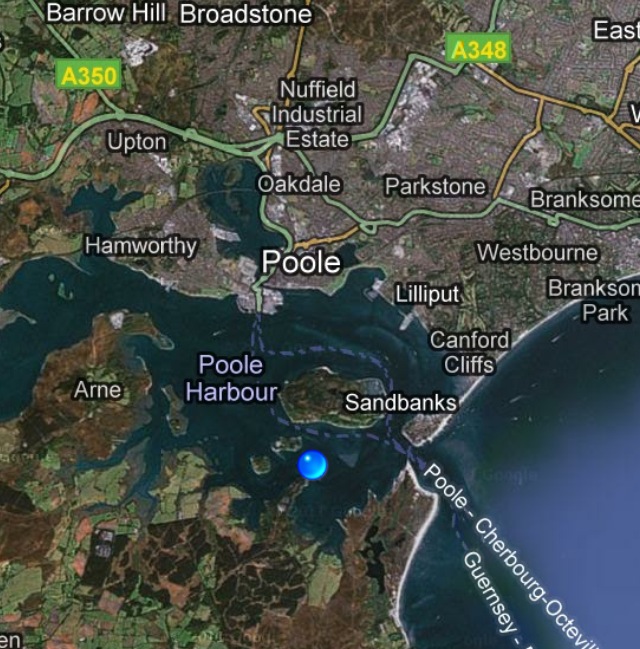 Barrow Hill
Broadstone
East
A350
A348
Nuffield
Industrial
Estate
Upton
Oakdale
Parkstone
Branksome
Hamworthy
Poole
Westbourne
Lilliput
Branksom
Park
Canford
Cliffs
Poole
Harbour
Arne
Sandbanks
Poole - Cherbourg-Octevill
Guernsey -
en